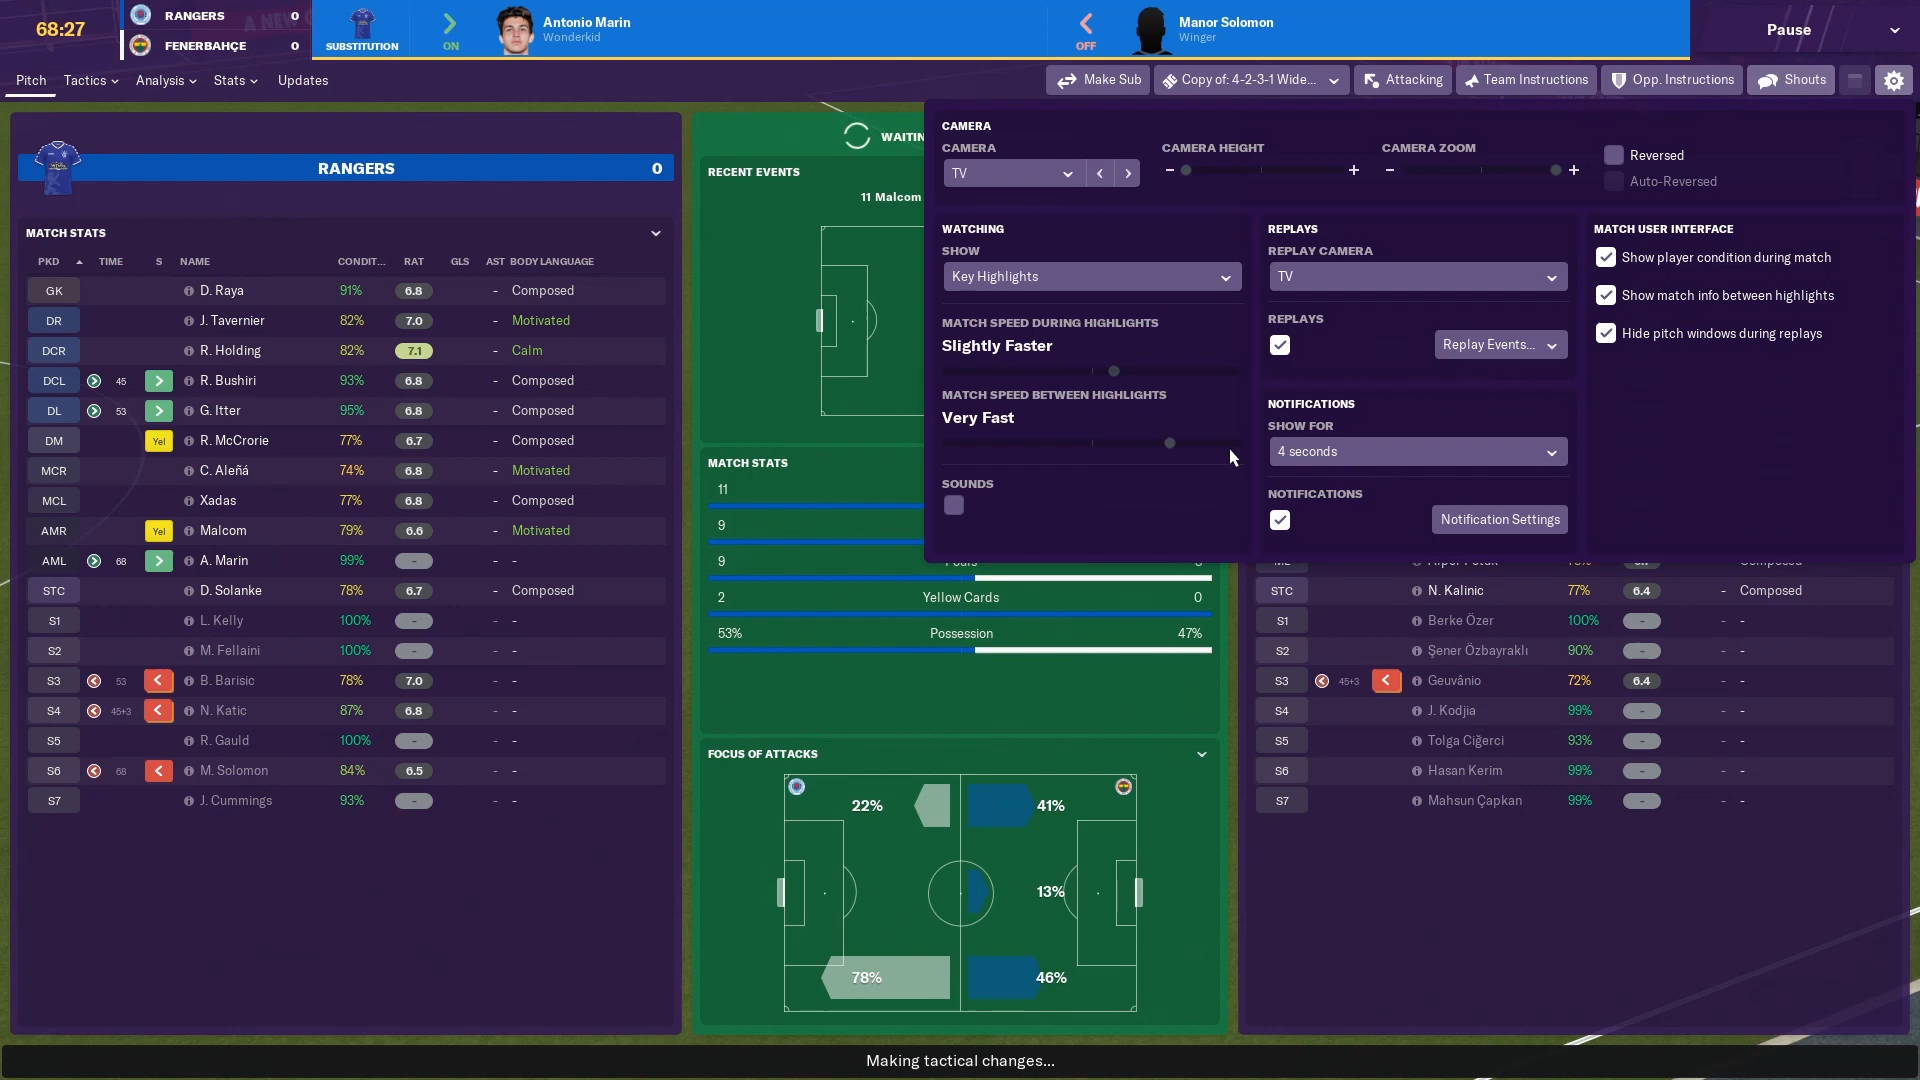 68:27
RANGERS 0
FENERBAHÇE 0
SUBSTITUTION
ON
Antonio Marin
Wonderkid
OFF
Manor Solomon
Winger
Pause
Pitch Tactics Analysis Stats Updates
Make Sub Copy of: 4-2-3-1 Wide... Attacking Team Instructions Opp. Instructions Shouts
RANGERS 0
MATCH STATS
PKD TIME S NAME CONDIT... RAT GLS AST BODY LANGUAGE
GK D. Raya 91% 6.8 - Composed
DR J. Tavernier 82% 7.0 - Motivated
DCR R. Holding 82% 7.1 - Calm
DCL 45 R. Bushiri 93% 6.8 - Composed
DL 53 G. Itter 95% 6.8 - Composed
DM Yel R. McCrorie 77% 6.7 - Composed
MCR C. Aleñá 74% 6.8 - Motivated
MCL Xadas 77% 6.8 - Composed
AMR Yel Malcom 79% 6.6 - Motivated
AML 68 A. Marin 99% - - -
STC D. Solanke 78% 6.7 - Composed
S1 L. Kelly 100% - - -
S2 M. Fellaini 100% - - -
S3 53 B. Barisic 78% 7.0 - -
S4 45+3 N. Katic 87% 6.8 - -
S5 R. Gauld 100% - - -
S6 68 M. Solomon 84% 6.5 - -
S7 J. Cummings 93% - - -
RECENT EVENTS
11 Malcom
MATCH STATS
11
9
9
2 Yellow Cards 0
53% Possession 47%
FOCUS OF ATTACKS
22% 41%
13%
78% 46%
CAMERA
CAMERA
TV
CAMERA HEIGHT
- +
CAMERA ZOOM
- +
Reversed
Auto-Reversed
WATCHING
SHOW
Key Highlights
MATCH SPEED DURING HIGHLIGHTS
Slightly Faster
MATCH SPEED BETWEEN HIGHLIGHTS
Very Fast
SOUNDS
REPLAYS
REPLAY CAMERA
TV
REPLAYS
Replay Events...
NOTIFICATIONS
SHOW FOR
4 seconds
NOTIFICATIONS
Notification Settings
MATCH USER INTERFACE
Show player condition during match
Show match info between highlights
Hide pitch windows during replays
STC N. Kalinic 77% 6.4 - Composed
S1 Berke Özer 100% - - -
S2 Şener Özbayraklı 90% - - -
S3 45+3 Geuvânio 72% 6.4 - -
S4 J. Kodjia 99% - - -
S5 Tolga Ciğerci 93% - - -
S6 Hasan Kerim 99% - - -
S7 Mahsun Çapkan 99% - - -
Making tactical changes...